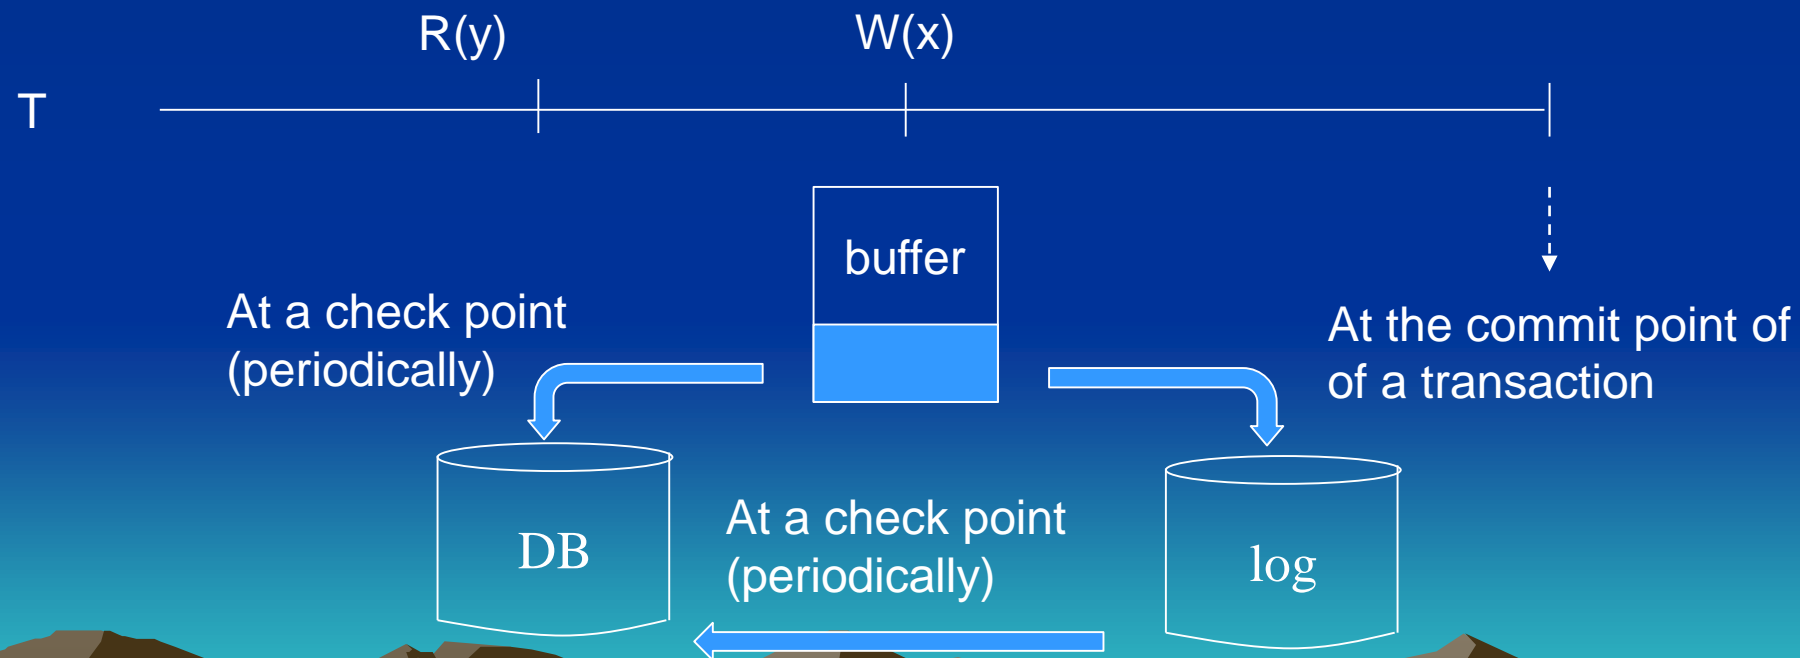 R(y)
W(x)
T
buffer
At a check point
(periodically)
At the commit point of
of a transaction
DB
At a check point
(periodically)
log